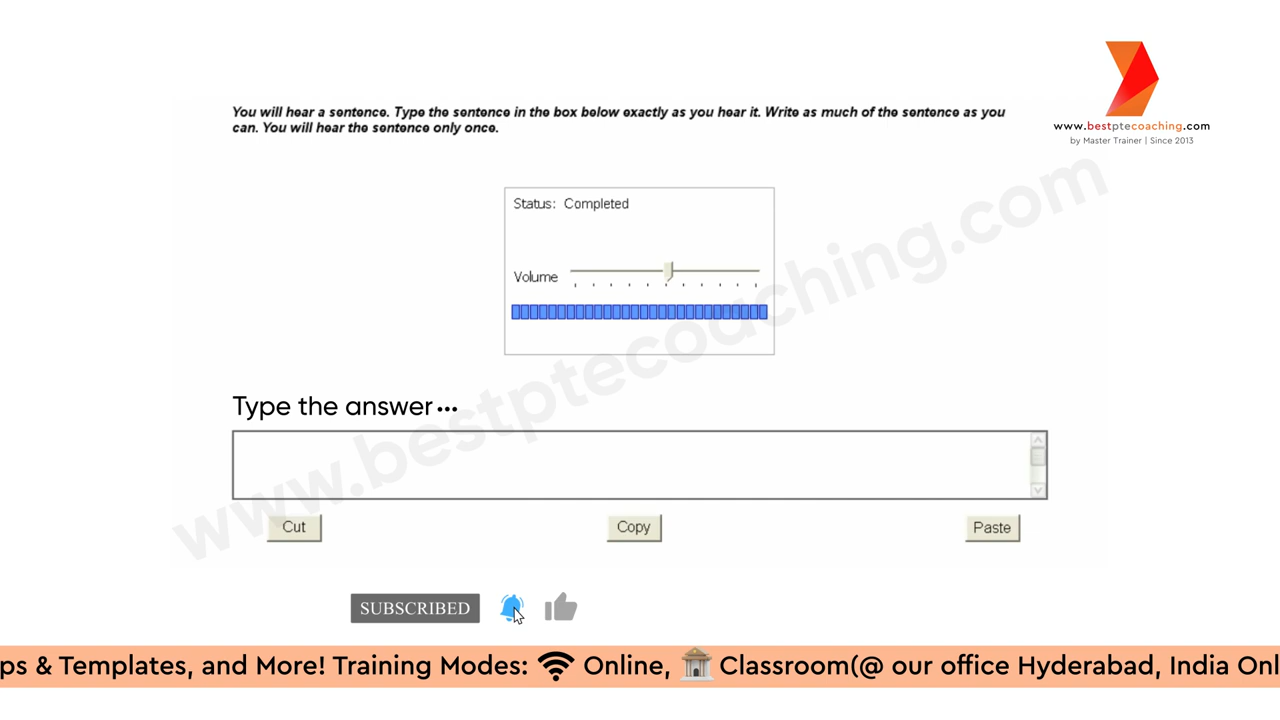 www.bestptecoaching.com
by Master Trainer | Since 2013
You will hear a sentence. Type the sentence in the box below exactly as you hear it. Write as much of the sentence as you
can. You will hear the sentence only once.
Status: Completed
Volume
www.bestptecoaching.com
Type the answer...
Cut Copy Paste
SUBSCRIBED
ps & Templates, and More! Training Modes: Online, Classroom(@ our office Hyderabad, India Onl